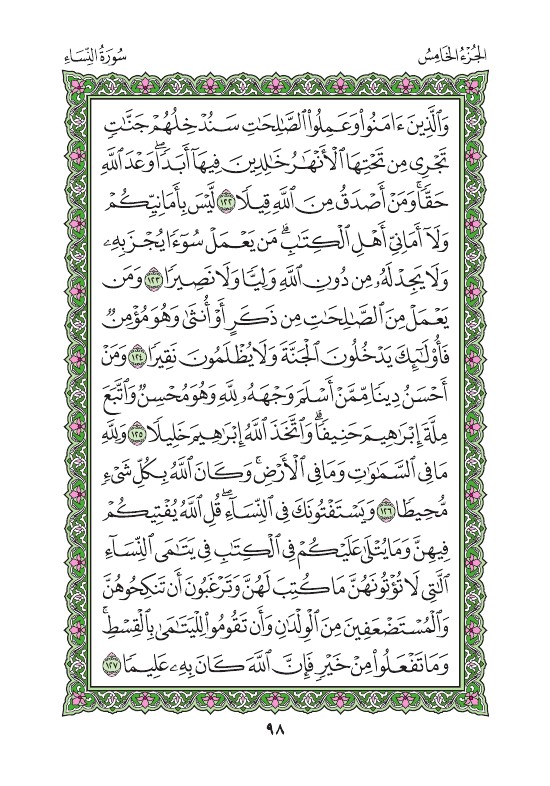 الجُزْءُ الخَامِسُ
سُورَةُ النِّسَاءِ
وَالَّذِينَ ءَامَنُوا۟ وَعَمِلُوا۟ الصَّٰلِحَٰتِ سَنُدْخِلُهُمْ جَنَّٰتٍ
تَجْرِى مِن تَحْتِهَا الْأَنْهَٰرُ خَٰلِدِينَ فِيهَآ أَبَدًا ۖ وَعْدَ اللَّهِ
حَقًّا ۚ وَمَنْ أَصْدَقُ مِنَ اللَّهِ قِيلًا ١٢٢ لَّيْسَ بِأَمَانِيِّكُمْ
وَلَآ أَمَانِىِّ أَهْلِ الْكِتَٰبِ ۗ مَن يَعْمَلْ سُوٓءًا يُجْزَ بِهِۦ
وَلَا يَجِدْ لَهُۥ مِن دُونِ اللَّهِ وَلِيًّا وَلَا نَصِيرًا ١٢٣ وَمَن
يَعْمَلْ مِنَ الصَّٰلِحَٰتِ مِن ذَكَرٍ أَوْ أُنثَىٰ وَهُوَ مُؤْمِنٌ
فَأُو۟لَٰٓئِكَ يَدْخُلُونَ الْجَنَّةَ وَلَا يُظْلَمُونَ نَقِيرًا ١٢٤ وَمَنْ
أَحْسَنُ دِينًا مِّمَّنْ أَسْلَمَ وَجْهَهُۥ لِلَّهِ وَهُوَ مُحْسِنٌ وَاتَّبَعَ
مِلَّةَ إِبْرَٰهِيمَ حَنِيفًا ۗ وَاتَّخَذَ اللَّهُ إِبْرَٰهِيمَ خَلِيلًا ١٢٥ وَلِلَّهِ
مَا فِى السَّمَٰوَٰتِ وَمَا فِى الْأَرْضِ ۚ وَكَانَ اللَّهُ بِكُلِّ شَىْءٍ
مُّحِيطًا ١٢٦ وَيَسْتَفْتُونَكَ فِى النِّسَآءِ ۖ قُلِ اللَّهُ يُفْتِيكُمْ
فِيهِنَّ وَمَا يُتْلَىٰ عَلَيْكُمْ فِى الْكِتَٰبِ فِى يَتَٰمَى النِّسَآءِ
الَّٰتِى لَا تُؤْتُونَهُنَّ مَا كُتِبَ لَهُنَّ وَتَرْغَبُونَ أَن تَنكِحُوهُنَّ
وَالْمُسْتَضْعَفِينَ مِنَ الْوِلْدَٰنِ وَأَن تَقُومُوا۟ لِلْيَتَٰمَىٰ بِالْقِسْطِ ۚ
وَمَا تَفْعَلُوا۟ مِنْ خَيْرٍ فَإِنَّ اللَّهَ كَانَ بِهِۦ عَلِيمًا ١٢٧
٩٨